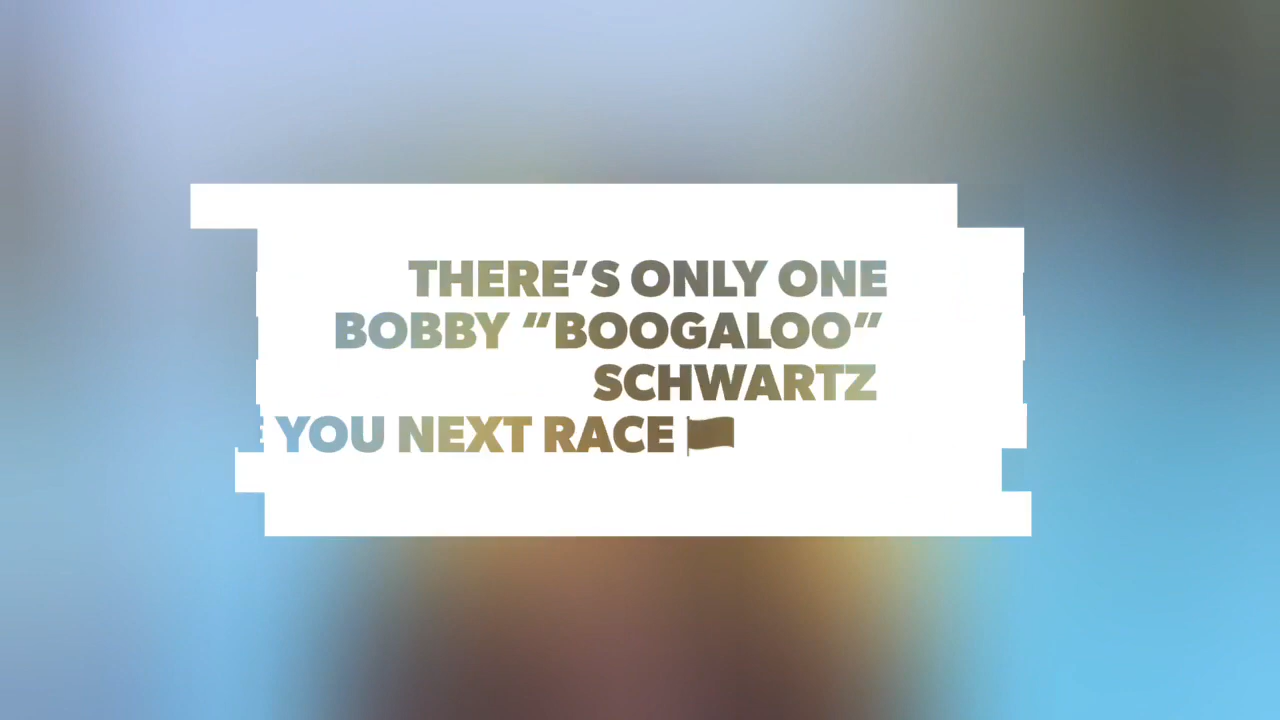 THERE’S ONLY ONE
BOBBY “BOOGALOO”
SCHWARTZ
YOU NEXT RACE